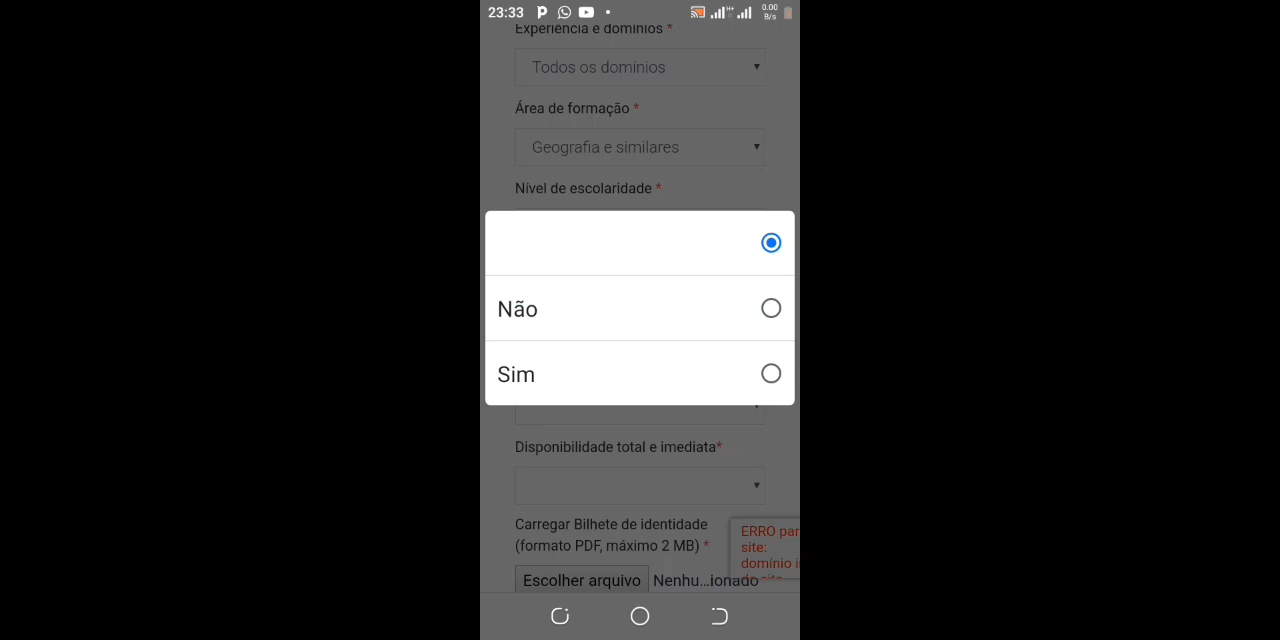 23:33
H+
0.00
B/s
Experiência e domínios *
Todos os domínios
Área de formação *
Geografia e similares
Nível de escolaridade *
Não
Sim
Disponibilidade total e imediata*
Carregar Bilhete de identidade
(formato PDF, máximo 2 MB) *
ERRO par
site:
domínio i
Escolher arquivo Nenhu...ionado